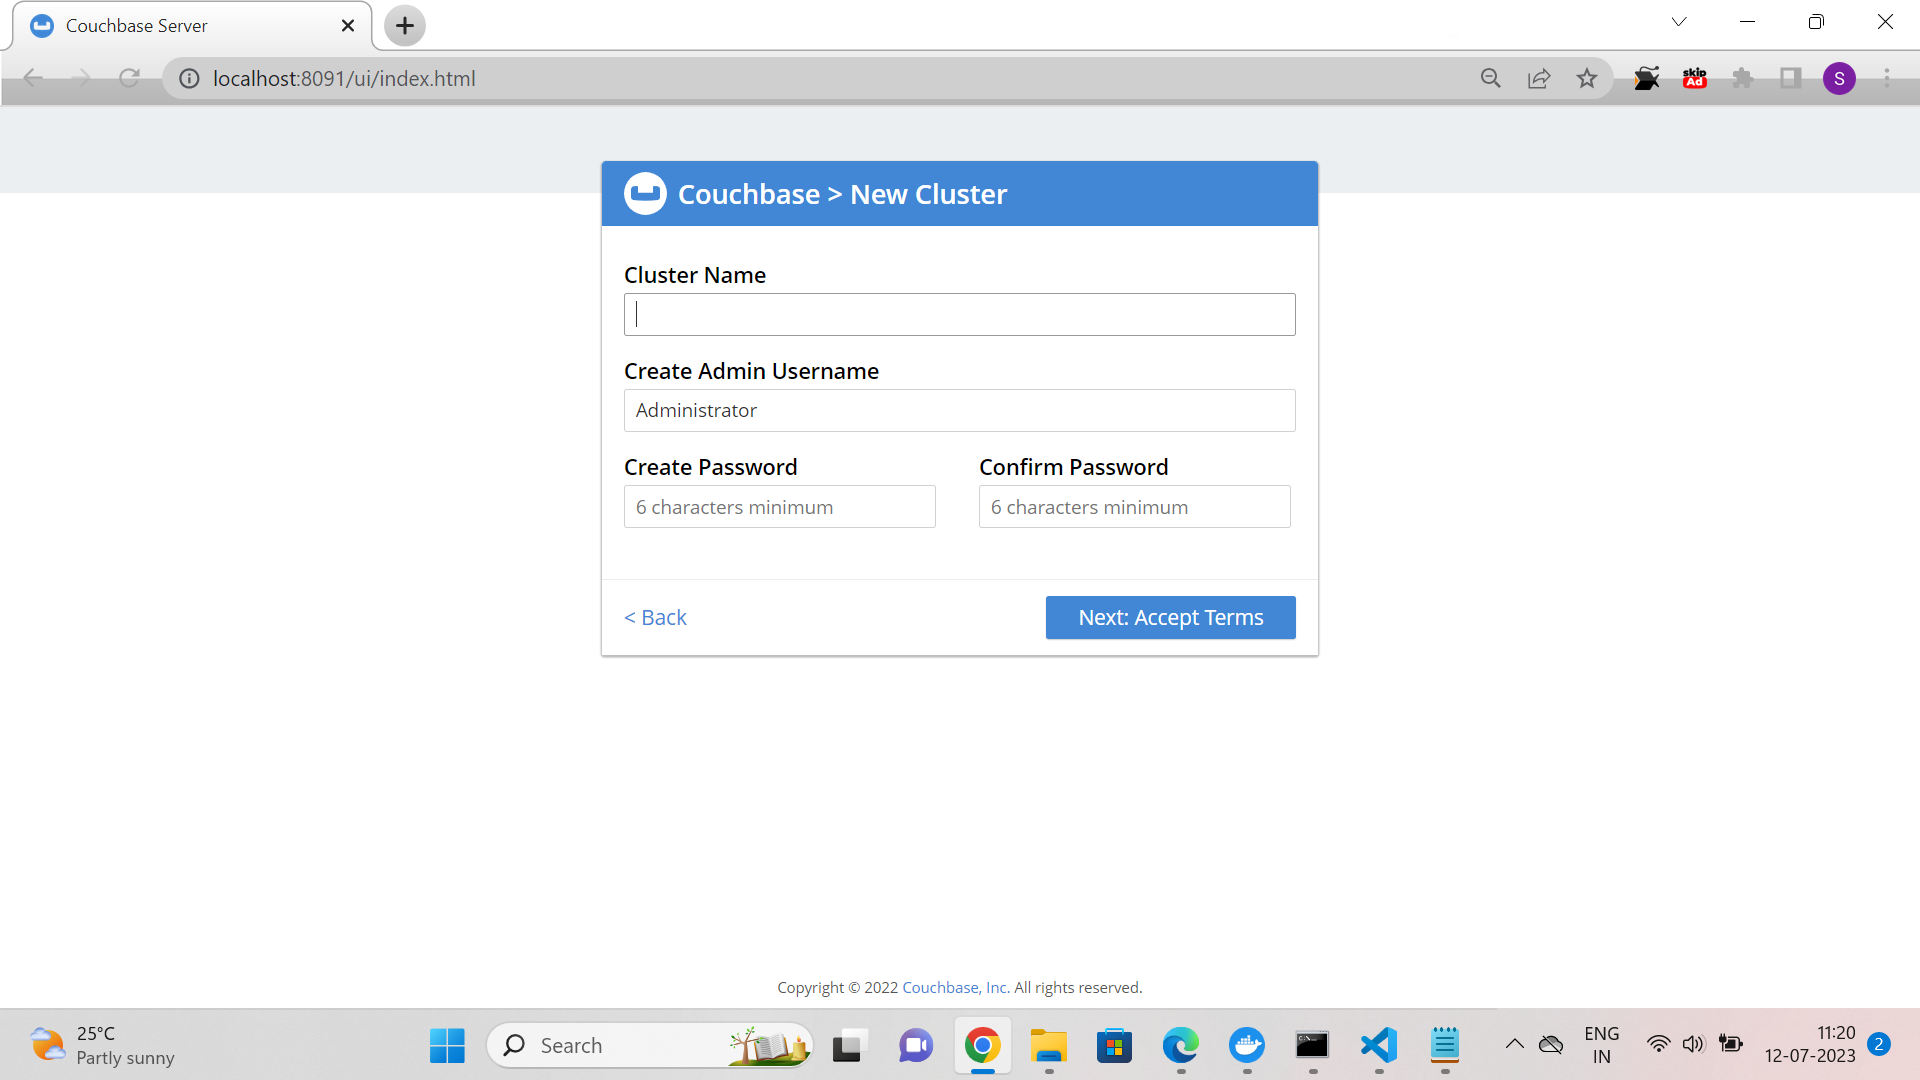 Couchbase Server
localhost:8091/ui/index.html
skip
Ad
S
Couchbase > New Cluster
Cluster Name
Create Admin Username
Administrator
Create Password Confirm Password
6 characters minimum 6 characters minimum
< Back Next: Accept Terms
Copyright © 2022 Couchbase, Inc. All rights reserved.
25°C
Partly sunny
Search
ENG
IN
11:20
12-07-2023
2